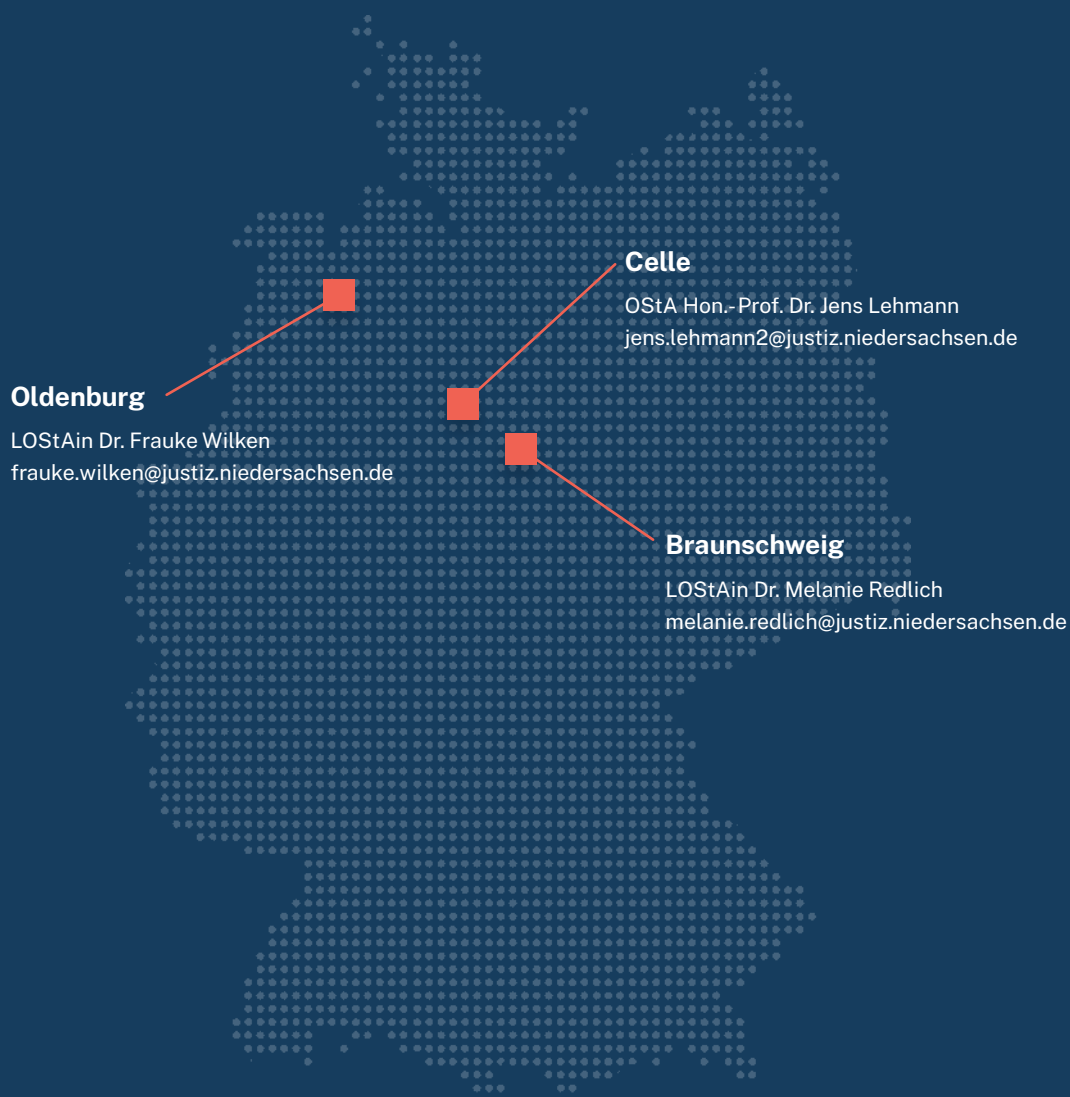 Celle
OStA Hon.-Prof. Dr. Jens Lehmann
jens.lehmann2@justiz.niedersachsen.de
Oldenburg
LOStAin Dr. Frauke Wilken
frauke.wilken@justiz.niedersachsen.de
Braunschweig
LOStAin Dr. Melanie Redlich
melanie.redlich@justiz.niedersachsen.de